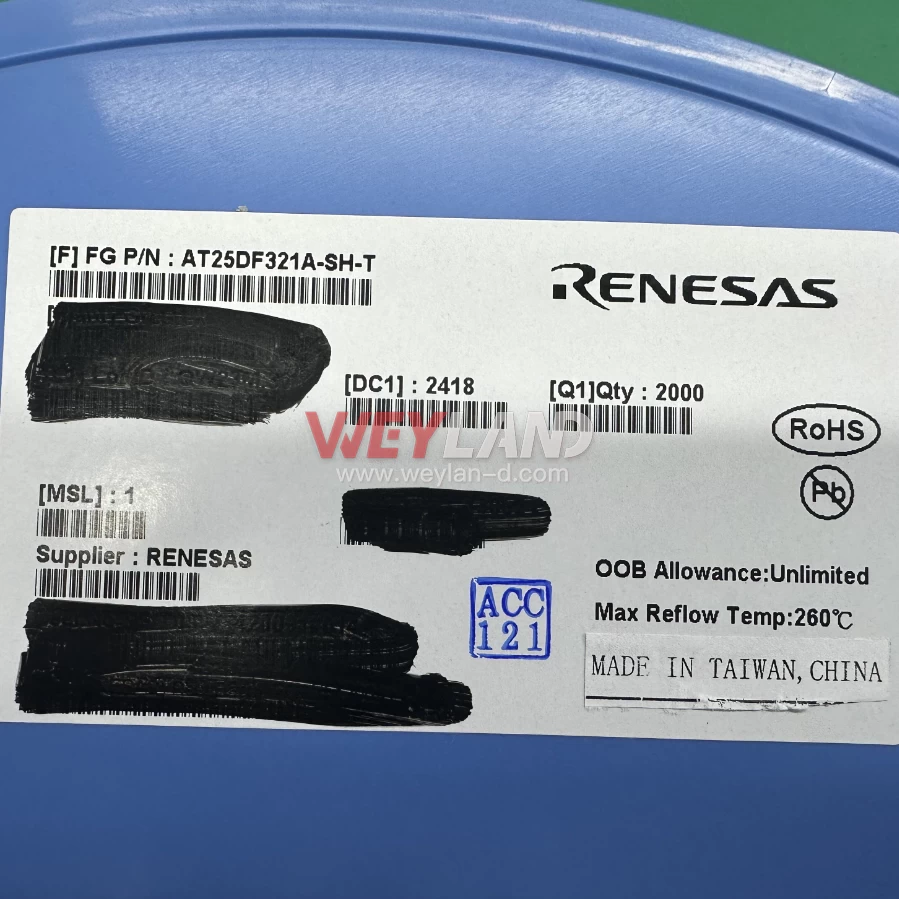 [F] FG P/N : AT25DF321A-SH-T
RENESAS
[DC1] : 2418
[Q1]Qty : 2000
WEYLAND
www.weylan-d.com
RoHS
Pb
[MSL] : 1
Supplier : RENESAS
OOB Allowance:Unlimited
Max Reflow Temp:260℃
ACC
121
MADE IN TAIWAN,CHINA